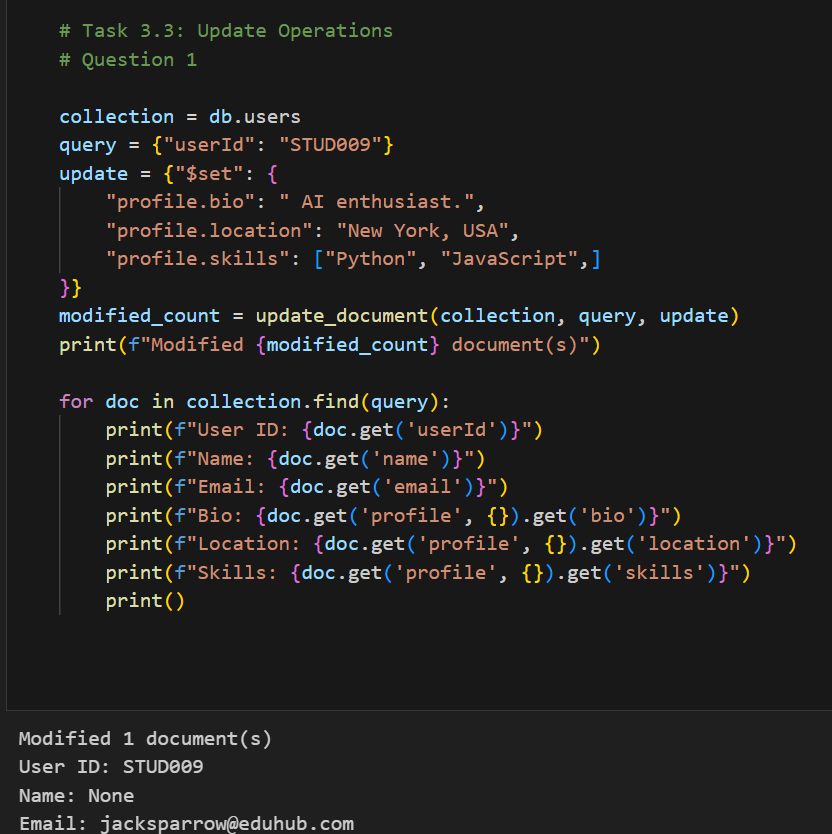 # Task 3.3: Update Operations
# Question 1
collection = db.users
query = {"userId": "STUD009"}
update = {"$set": {
"profile.bio": " AI enthusiast.",
"profile.location": "New York, USA",
"profile.skills": ["Python", "JavaScript",]
}}
modified_count = update_document(collection, query, update)
print(f"Modified {modified_count} document(s)")
for doc in collection.find(query):
print(f"User ID: {doc.get('userId')}")
print(f"Name: {doc.get('name')}")
print(f"Email: {doc.get('email')}")
print(f"Bio: {doc.get('profile', {}).get('bio')}")
print(f"Location: {doc.get('profile', {}).get('location')}")
print(f"Skills: {doc.get('profile', {}).get('skills')}")
print()
Modified 1 document(s)
User ID: STUD009
Name: None
Email: jacksparrow@eduhub.com